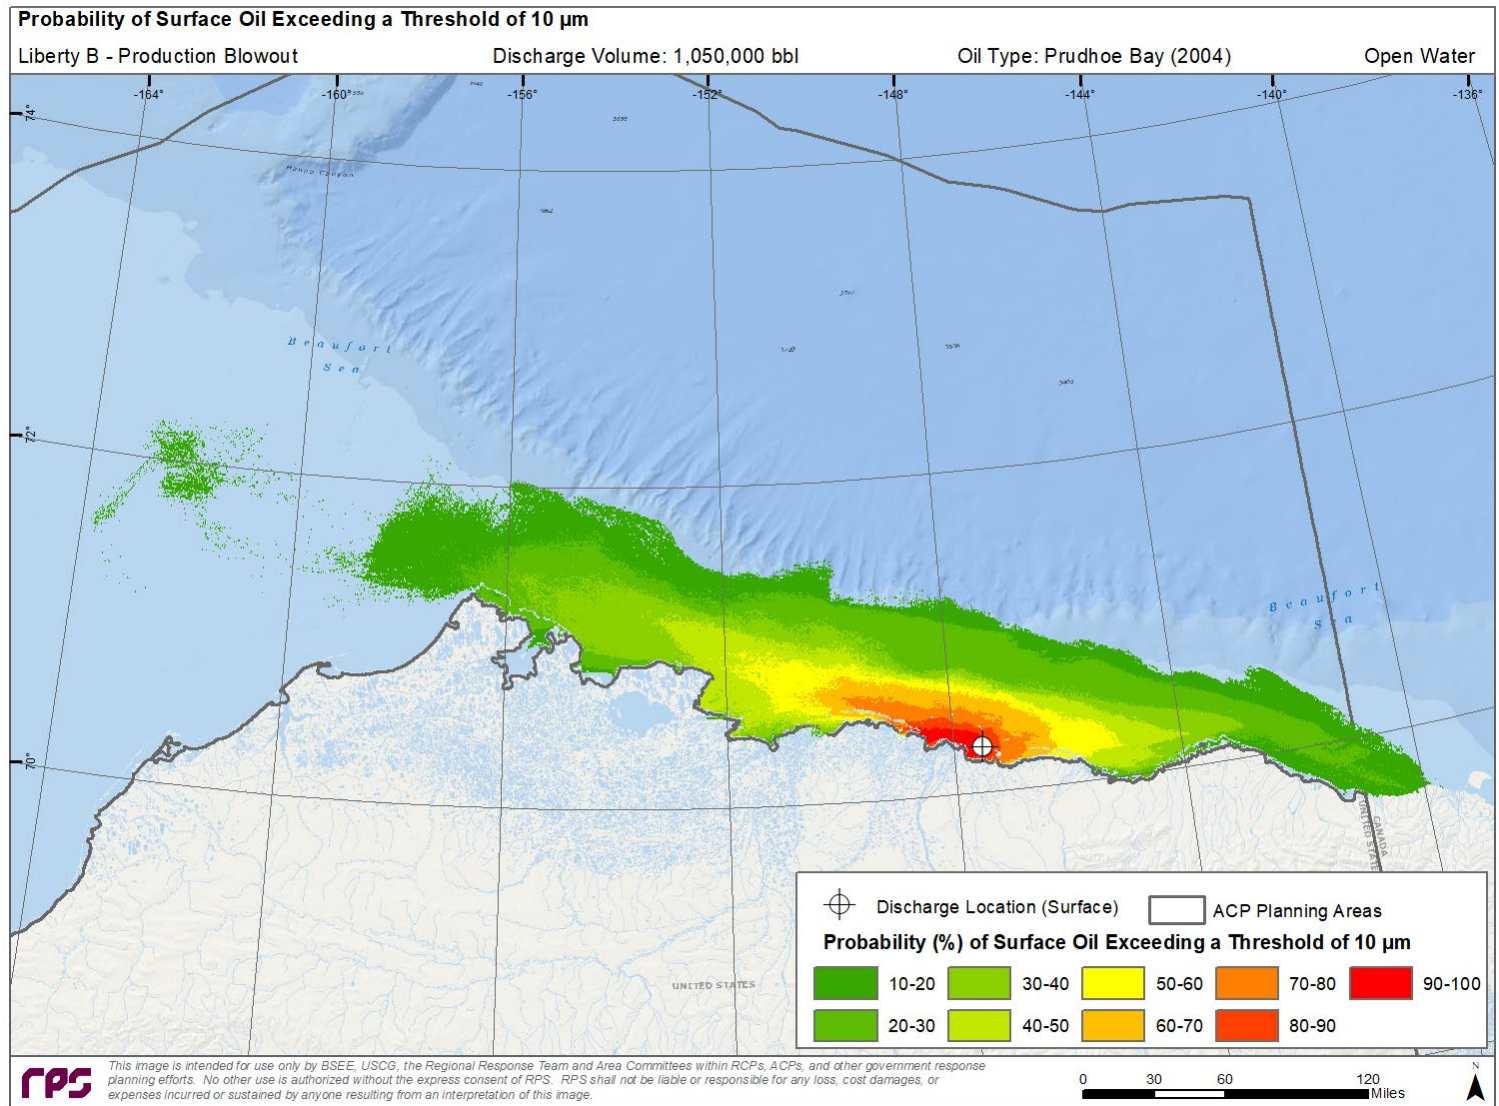 Probability of Surface Oil Exceeding a Threshold of 10 µm
Liberty B - Production Blowout Discharge Volume: 1,050,000 bbl Oil Type: Prudhoe Bay (2004) Open Water
-164° -160° -156° -152° -148° -144° -140° -136°
74°
Hanna Canyon
Beaufort
Sea
72°
Beaufort
Sea
70°
CANADA
UNITED STATE
UNITED STATES
Discharge Location (Surface) ACP Planning Areas
Probability (%) of Surface Oil Exceeding a Threshold of 10 µm
10-20 30-40 50-60 70-80 90-100
20-30 40-50 60-70 80-90
rps
This image is intended for use only by BSEE, USCG, the Regional Response Team and Area Committees within RCPs, ACPs, and other government response
planning efforts. No other use is authorized without the express consent of RPS. RPS shall not be liable or responsible for any loss, cost damages, or
expenses incurred or sustained by anyone resulting from an interpretation of this image.
0 30 60 120
Miles
N